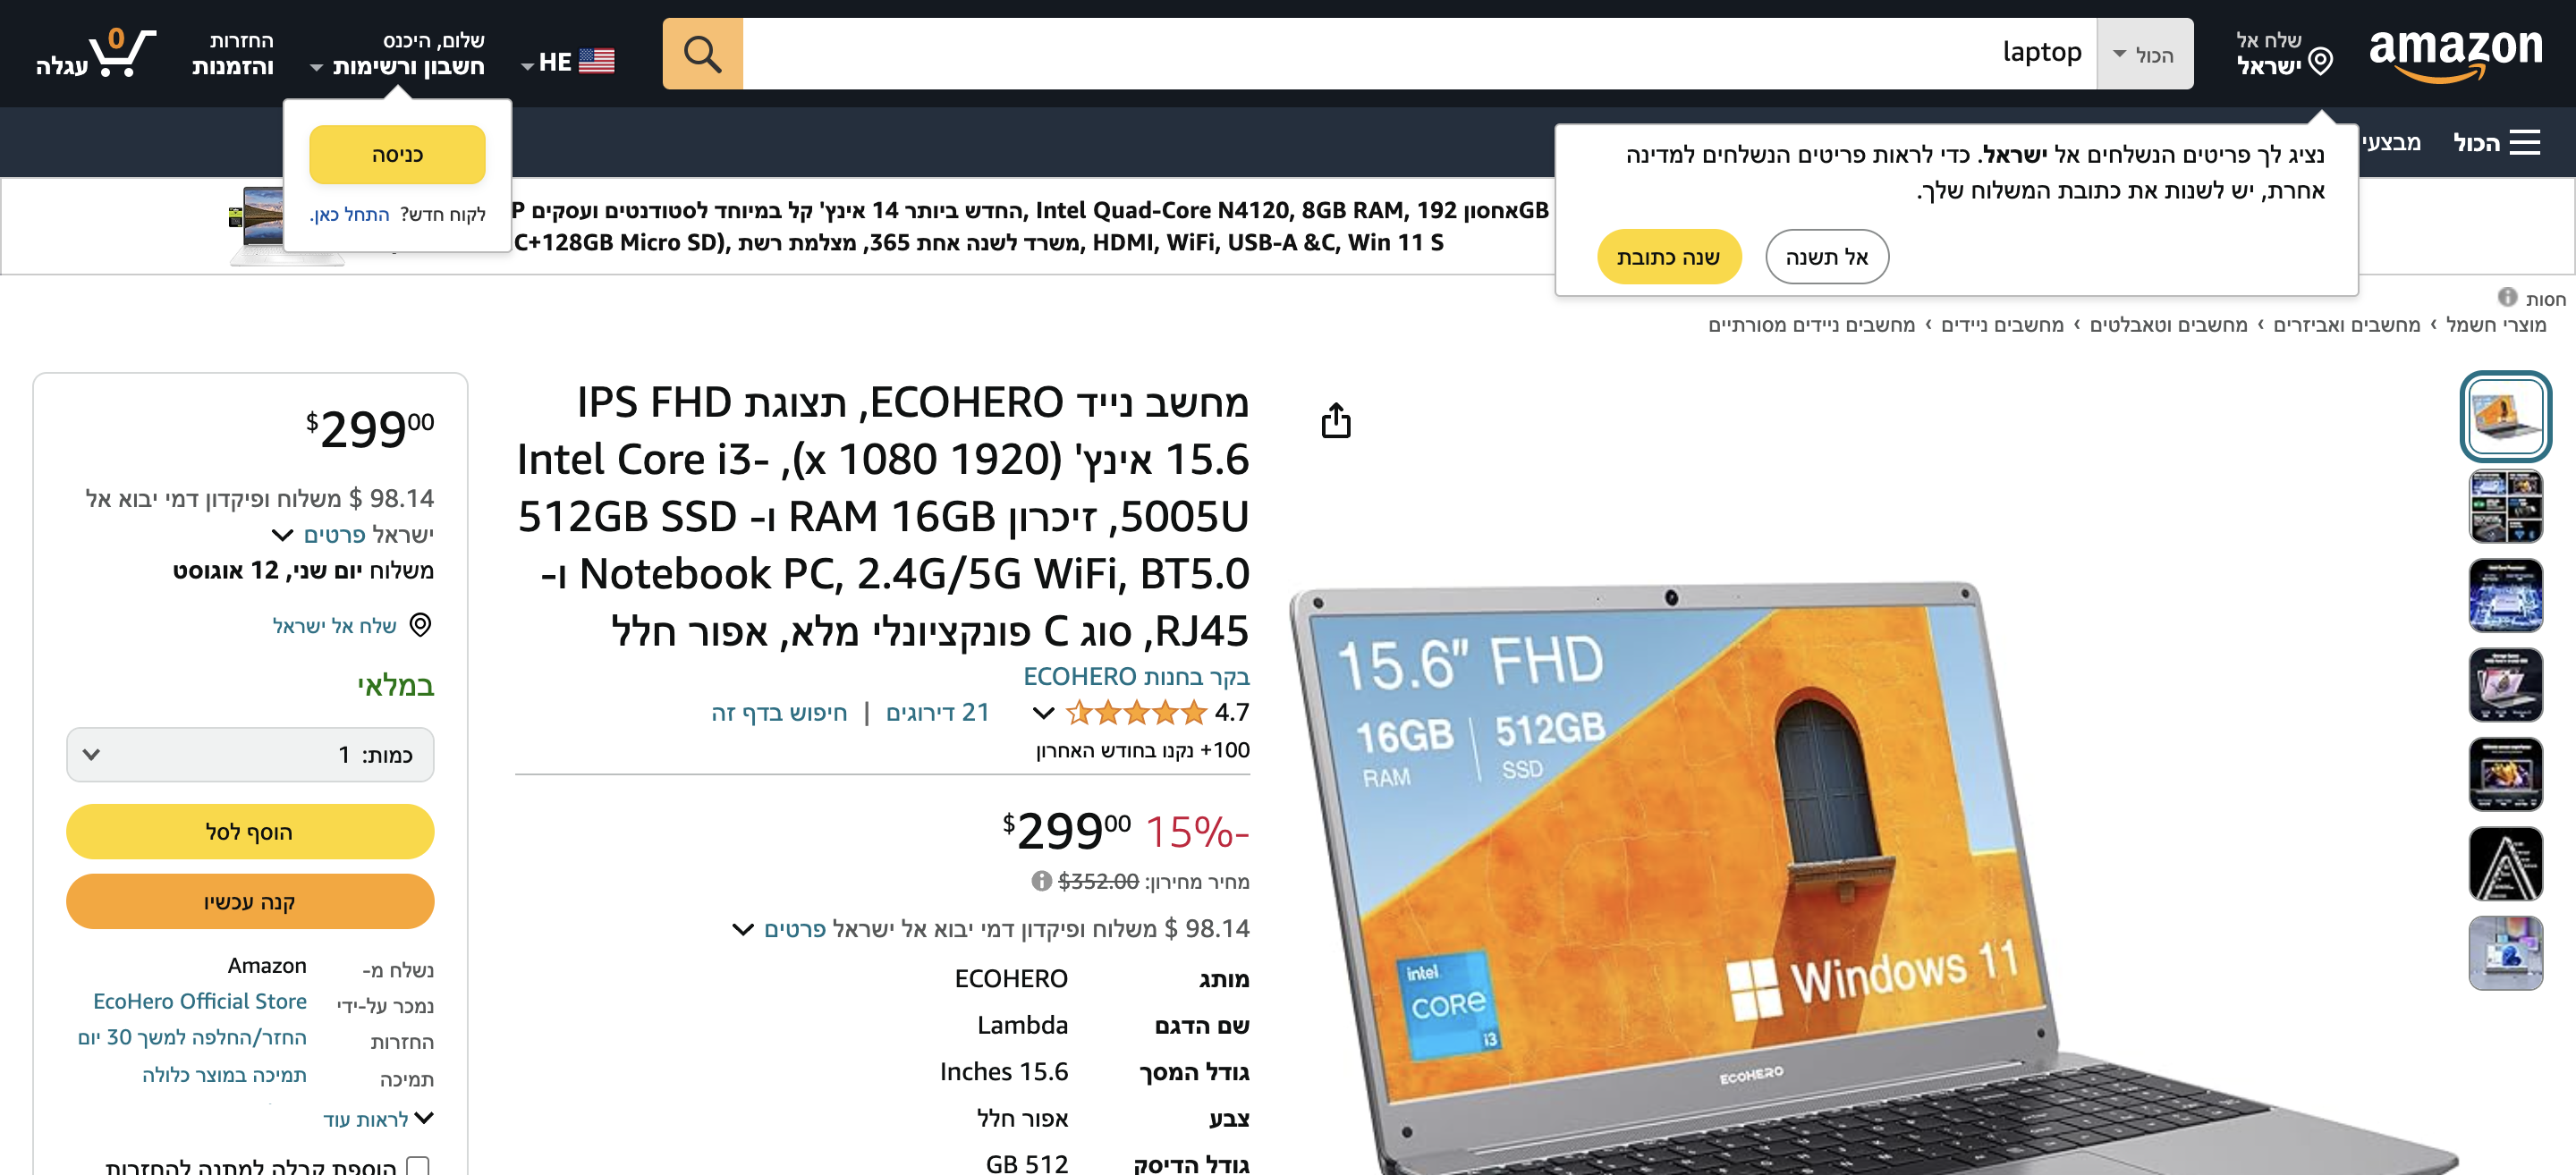 amazon
שלח אל
ישראל
הכול
laptop
HE
שלום, היכנס
חשבון ורשימות
החזרות
והזמנות
0
עגלה
הכול
מבצעי
נציג לך פריטים הנשלחים אל ישראל. כדי לראות פריטים הנשלחים למדינה
אחרת, יש לשנות את כתובת המשלוח שלך.
אל תשנה
שנה כתובת
כניסה
לקוח חדש? התחל כאן.
החדש ביותר 14 אינץ' קל במיוחד לסטודנטים ועסקים P, Intel Quad-Core N4120, 8GB RAM, 192 אחסוןGB
C+128GB Micro SD), משרד לשנה אחת 365, מצלמת רשת, HDMI, WiFi, USB-A &C, Win 11 S
חסות
מוצרי חשמל › מחשבים ואביזרים › מחשבים וטאבלטים › מחשבים ניידים › מחשבים ניידים מסורתיים
15.6" FHD
16GB
RAM
512GB
SSD
intel
CORE
i3
Windows 11
ECOHERO
מחשב נייד ECOHERO, תצוגת IPS FHD
15.6 אינץ' (1920 x 1080), Intel Core i3-
5005U, זיכרון RAM 16GB ו- 512GB SSD
Notebook PC, 2.4G/5G WiFi, BT5.0 ו-
RJ45, סוג C פונקציונלי מלא, אפור חלל
בקר בחנות ECOHERO
4.7 21 דירוגים | חיפוש בדף זה
100+ נקנו בחודש האחרון
-15% $299.00
מחיר מחירון: $352.00
98.14 $ משלוח ופיקדון דמי יבוא אל ישראל פרטים
מותג ECOHERO
שם הדגם Lambda
גודל המסך 15.6 Inches
צבע אפור חלל
גודל הדיסק 512 GB
$299.00
98.14 $ משלוח ופיקדון דמי יבוא אל
ישראל פרטים
משלוח יום שני, 12 אוגוסט
שלח אל ישראל
במלאי
כמות: 1
הוסף לסל
קנה עכשיו
נשלח מ- Amazon
נמכר על-ידי EcoHero Official Store
החזרות החזר/החלפה למשך 30 יום
תמיכה תמיכה במוצר כלולה
לראות עוד
הוספת קבלה למתנה להחזרות